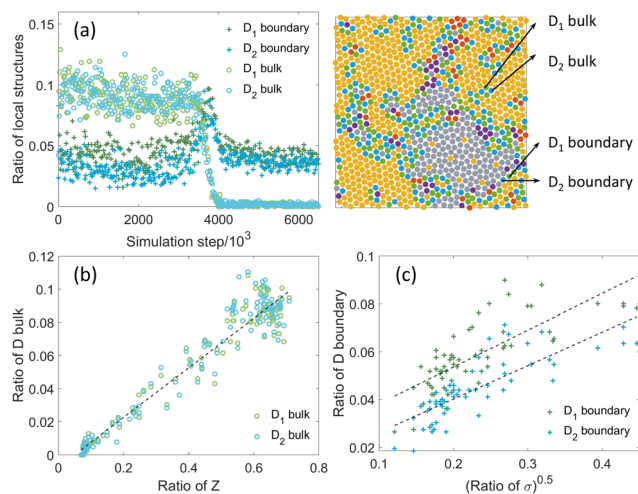 (a)
+ D1 boundary
+ D2 boundary
o D1 bulk
o D2 bulk
Ratio of local structures
0.15
0.1
0.05
0
0 2000 4000 6000
Simulation step/10^3
D1 bulk
D2 bulk
D1 boundary
D2 boundary
(b)
Ratio of D bulk
0.12
0.1
0.08
0.06
0.04
0.02
0
0 0.2 0.4 0.6 0.8
Ratio of Z
o D1 bulk
o D2 bulk
(c)
Ratio of D boundary
0.1
0.08
0.06
0.04
0.02
0.1 0.2 0.3 0.4
(Ratio of σ)^0.5
+ D1 boundary
+ D2 boundary